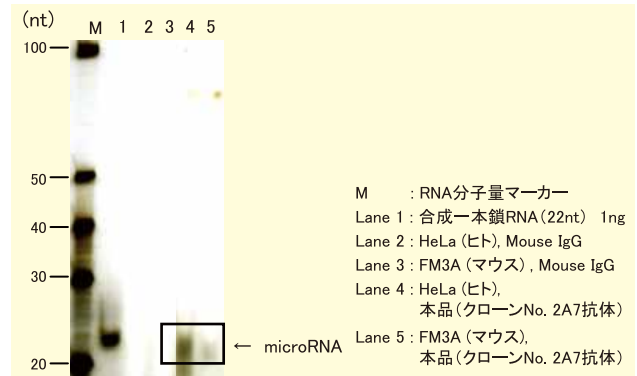 (nt)
M 1 2 3 4 5
100
50
40
30
20
← microRNA
M : RNA分子量マーカー
Lane 1 : 合成一本鎖RNA(22nt) 1ng
Lane 2 : HeLa (ヒト), Mouse IgG
Lane 3 : FM3A (マウス) , Mouse IgG
Lane 4 : HeLa (ヒト),
本品(クローンNo. 2A7抗体)
Lane 5 : FM3A (マウス),
本品(クローンNo. 2A7抗体)